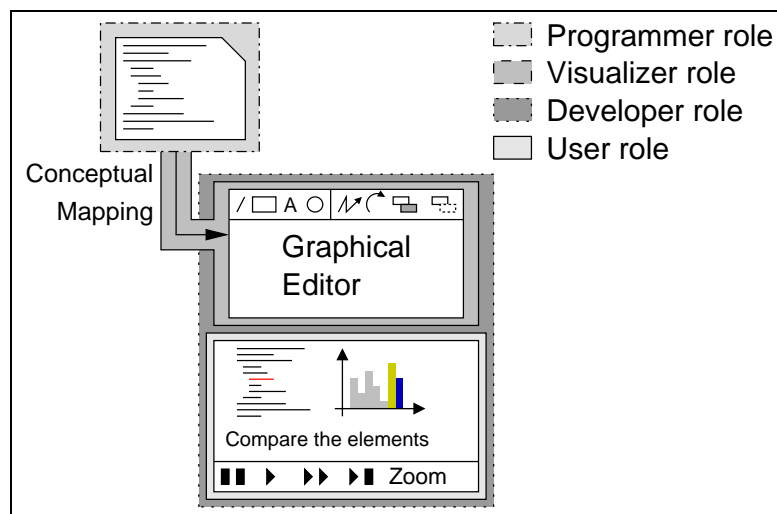 Programmer role
Visualizer role
Developer role
User role
Conceptual
Mapping
A
Graphical
Editor
Compare the elements
Zoom